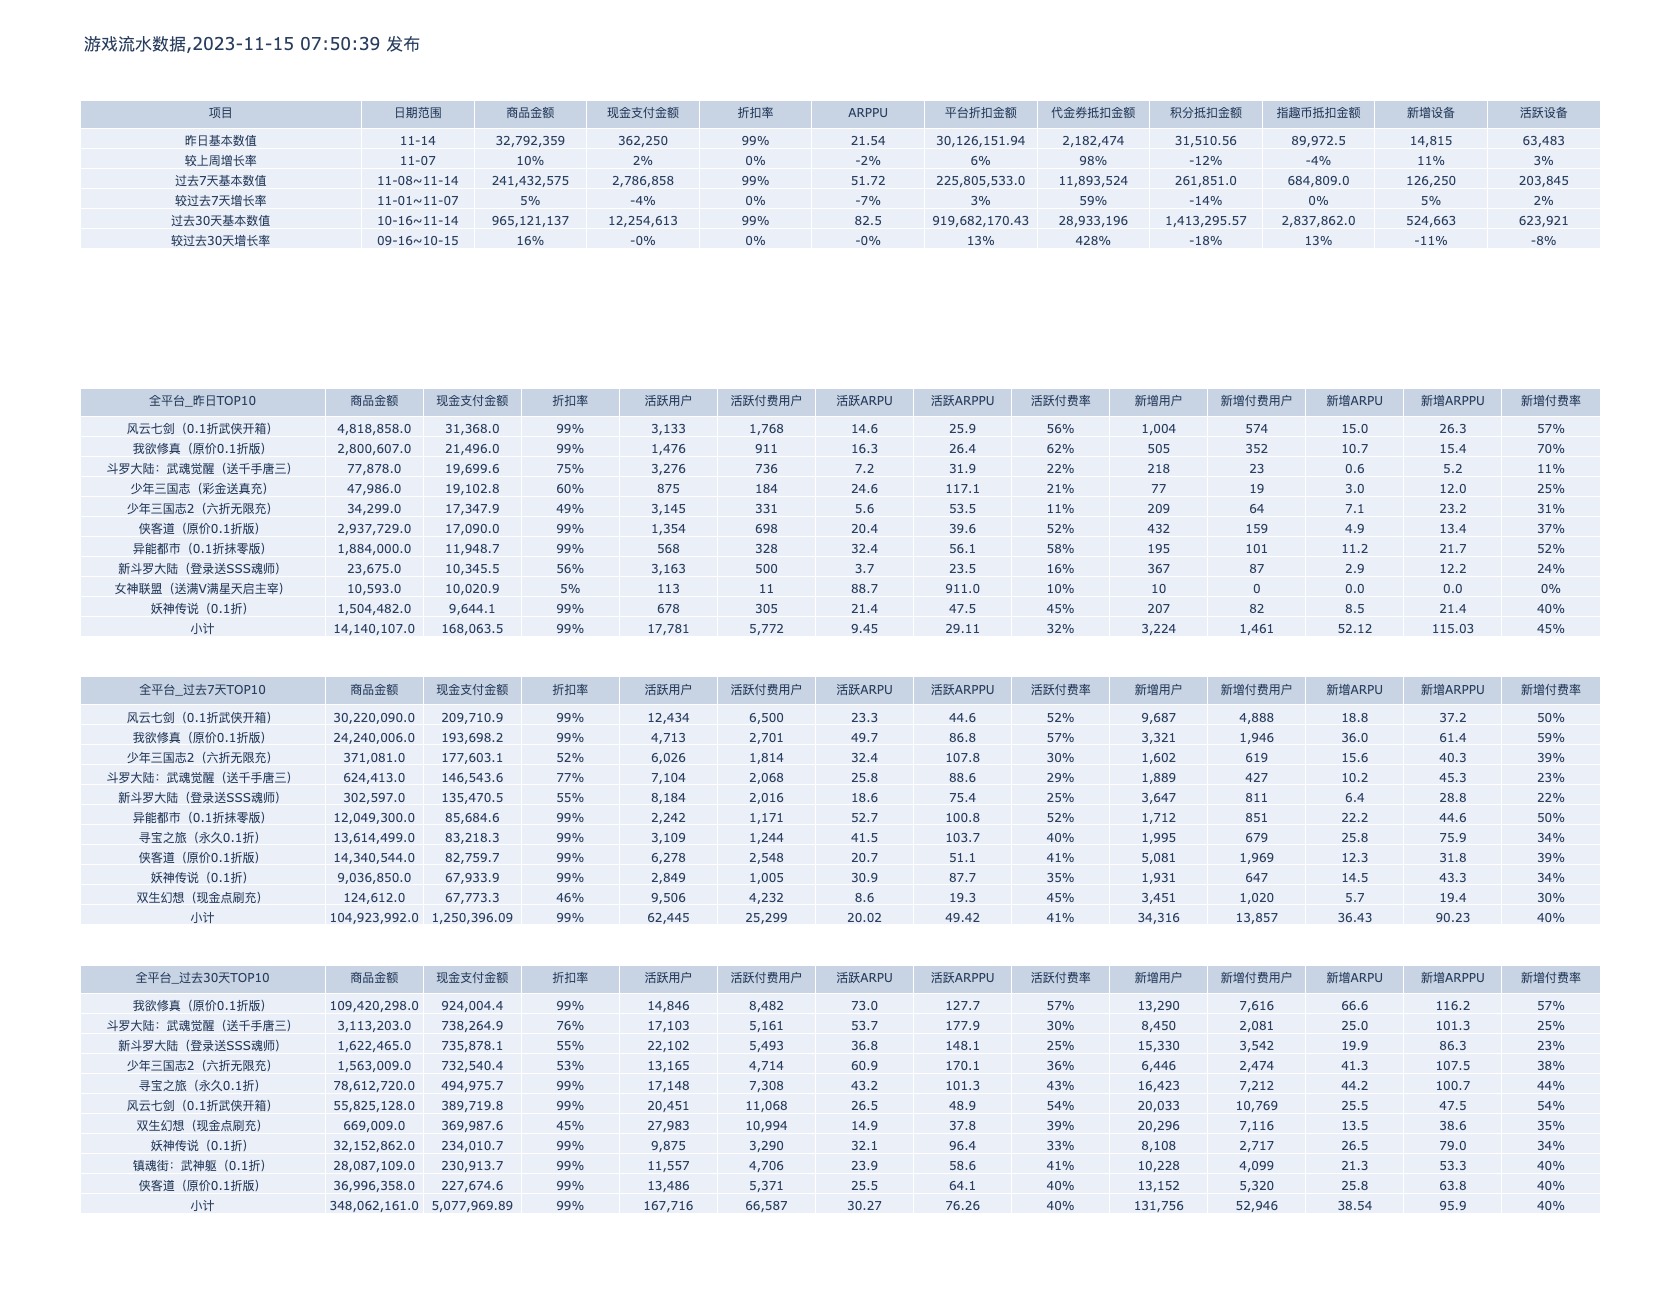 游戏流水数据,2023-11-15 07:50:39 发布
项目 日期范围 商品金额 现金支付金额 折扣率 ARPPU 平台折扣金额 代金券抵扣金额 积分抵扣金额 指趣币抵扣金额 新增设备 活跃设备
昨日基本数值 11-14 32,792,359 362,250 99% 21.54 30,126,151.94 2,182,474 31,510.56 89,972.5 14,815 63,483
较上周增长率 11-07 10% 2% 0% -2% 6% 98% -12% -4% 11% 3%
过去7天基本数值 11-08~11-14 241,432,575 2,786,858 99% 51.72 225,805,533.0 11,893,524 261,851.0 684,809.0 126,250 203,845
较过去7天增长率 11-01~11-07 5% -4% 0% -7% 3% 59% -14% 0% 5% 2%
过去30天基本数值 10-16~11-14 965,121,137 12,254,613 99% 82.5 919,682,170.43 28,933,196 1,413,295.57 2,837,862.0 524,663 623,921
较过去30天增长率 09-16~10-15 16% -0% 0% -0% 13% 428% -18% 13% -11% -8%
全平台_昨日TOP10 商品金额 现金支付金额 折扣率 活跃用户 活跃付费用户 活跃ARPU 活跃ARPPU 活跃付费率 新增用户 新增付费用户 新增ARPU 新增ARPPU 新增付费率
风云七剑（0.1折武侠开箱） 4,818,858.0 31,368.0 99% 3,133 1,768 14.6 25.9 56% 1,004 574 15.0 26.3 57%
我欲修真（原价0.1折版） 2,800,607.0 21,496.0 99% 1,476 911 16.3 26.4 62% 505 352 10.7 15.4 70%
斗罗大陆：武魂觉醒（送千手唐三） 77,878.0 19,699.6 75% 3,276 736 7.2 31.9 22% 218 23 0.6 5.2 11%
少年三国志（彩金送真充） 47,986.0 19,102.8 60% 875 184 24.6 117.1 21% 77 19 3.0 12.0 25%
少年三国志2（六折无限充） 34,299.0 17,347.9 49% 3,145 331 5.6 53.5 11% 209 64 7.1 23.2 31%
侠客道（原价0.1折版） 2,937,729.0 17,090.0 99% 1,354 698 20.4 39.6 52% 432 159 4.9 13.4 37%
异能都市（0.1折抹零版） 1,884,000.0 11,948.7 99% 568 328 32.4 56.1 58% 195 101 11.2 21.7 52%
新斗罗大陆（登录送SSS魂师） 23,675.0 10,345.5 56% 3,163 500 3.7 23.5 16% 367 87 2.9 12.2 24%
女神联盟（送满V满星天启主宰） 10,593.0 10,020.9 5% 113 11 88.7 911.0 10% 10 0 0.0 0.0 0%
妖神传说（0.1折） 1,504,482.0 9,644.1 99% 678 305 21.4 47.5 45% 207 82 8.5 21.4 40%
小计 14,140,107.0 168,063.5 99% 17,781 5,772 9.45 29.11 32% 3,224 1,461 52.12 115.03 45%
全平台_过去7天TOP10 商品金额 现金支付金额 折扣率 活跃用户 活跃付费用户 活跃ARPU 活跃ARPPU 活跃付费率 新增用户 新增付费用户 新增ARPU 新增ARPPU 新增付费率
风云七剑（0.1折武侠开箱） 30,220,090.0 209,710.9 99% 12,434 6,500 23.3 44.6 52% 9,687 4,888 18.8 37.2 50%
我欲修真（原价0.1折版） 24,240,006.0 193,698.2 99% 4,713 2,701 49.7 86.8 57% 3,321 1,946 36.0 61.4 59%
少年三国志2（六折无限充） 371,081.0 177,603.1 52% 6,026 1,814 32.4 107.8 30% 1,602 619 15.6 40.3 39%
斗罗大陆：武魂觉醒（送千手唐三） 624,413.0 146,543.6 77% 7,104 2,068 25.8 88.6 29% 1,889 427 10.2 45.3 23%
新斗罗大陆（登录送SSS魂师） 302,597.0 135,470.5 55% 8,184 2,016 18.6 75.4 25% 3,647 811 6.4 28.8 22%
异能都市（0.1折抹零版） 12,049,300.0 85,684.6 99% 2,242 1,171 52.7 100.8 52% 1,712 851 22.2 44.6 50%
寻宝之旅（永久0.1折） 13,614,499.0 83,218.3 99% 3,109 1,244 41.5 103.7 40% 1,995 679 25.8 75.9 34%
侠客道（原价0.1折版） 14,340,544.0 82,759.7 99% 6,278 2,548 20.7 51.1 41% 5,081 1,969 12.3 31.8 39%
妖神传说（0.1折） 9,036,850.0 67,933.9 99% 2,849 1,005 30.9 87.7 35% 1,931 647 14.5 43.3 34%
双生幻想（现金点刷充） 124,612.0 67,773.3 46% 9,506 4,232 8.6 19.3 45% 3,451 1,020 5.7 19.4 30%
小计 104,923,992.0 1,250,396.09 99% 62,445 25,299 20.02 49.42 41% 34,316 13,857 36.43 90.23 40%
全平台_过去30天TOP10 商品金额 现金支付金额 折扣率 活跃用户 活跃付费用户 活跃ARPU 活跃ARPPU 活跃付费率 新增用户 新增付费用户 新增ARPU 新增ARPPU 新增付费率
我欲修真（原价0.1折版） 109,420,298.0 924,004.4 99% 14,846 8,482 73.0 127.7 57% 13,290 7,616 66.6 116.2 57%
斗罗大陆：武魂觉醒（送千手唐三） 3,113,203.0 738,264.9 76% 17,103 5,161 53.7 177.9 30% 8,450 2,081 25.0 101.3 25%
新斗罗大陆（登录送SSS魂师） 1,622,465.0 735,878.1 55% 22,102 5,493 36.8 148.1 25% 15,330 3,542 19.9 86.3 23%
少年三国志2（六折无限充） 1,563,009.0 732,540.4 53% 13,165 4,714 60.9 170.1 36% 6,446 2,474 41.3 107.5 38%
寻宝之旅（永久0.1折） 78,612,720.0 494,975.7 99% 17,148 7,308 43.2 101.3 43% 16,423 7,212 44.2 100.7 44%
风云七剑（0.1折武侠开箱） 55,825,128.0 389,719.8 99% 20,451 11,068 26.5 48.9 54% 20,033 10,769 25.5 47.5 54%
双生幻想（现金点刷充） 669,009.0 369,987.6 45% 27,983 10,994 14.9 37.8 39% 20,296 7,116 13.5 38.6 35%
妖神传说（0.1折） 32,152,862.0 234,010.7 99% 9,875 3,290 32.1 96.4 33% 8,108 2,717 26.5 79.0 34%
镇魂街：武神躯（0.1折） 28,087,109.0 230,913.7 99% 11,557 4,706 23.9 58.6 41% 10,228 4,099 21.3 53.3 40%
侠客道（原价0.1折版） 36,996,358.0 227,674.6 99% 13,486 5,371 25.5 64.1 40% 13,152 5,320 25.8 63.8 40%
小计 348,062,161.0 5,077,969.89 99% 167,716 66,587 30.27 76.26 40% 131,756 52,946 38.54 95.9 40%